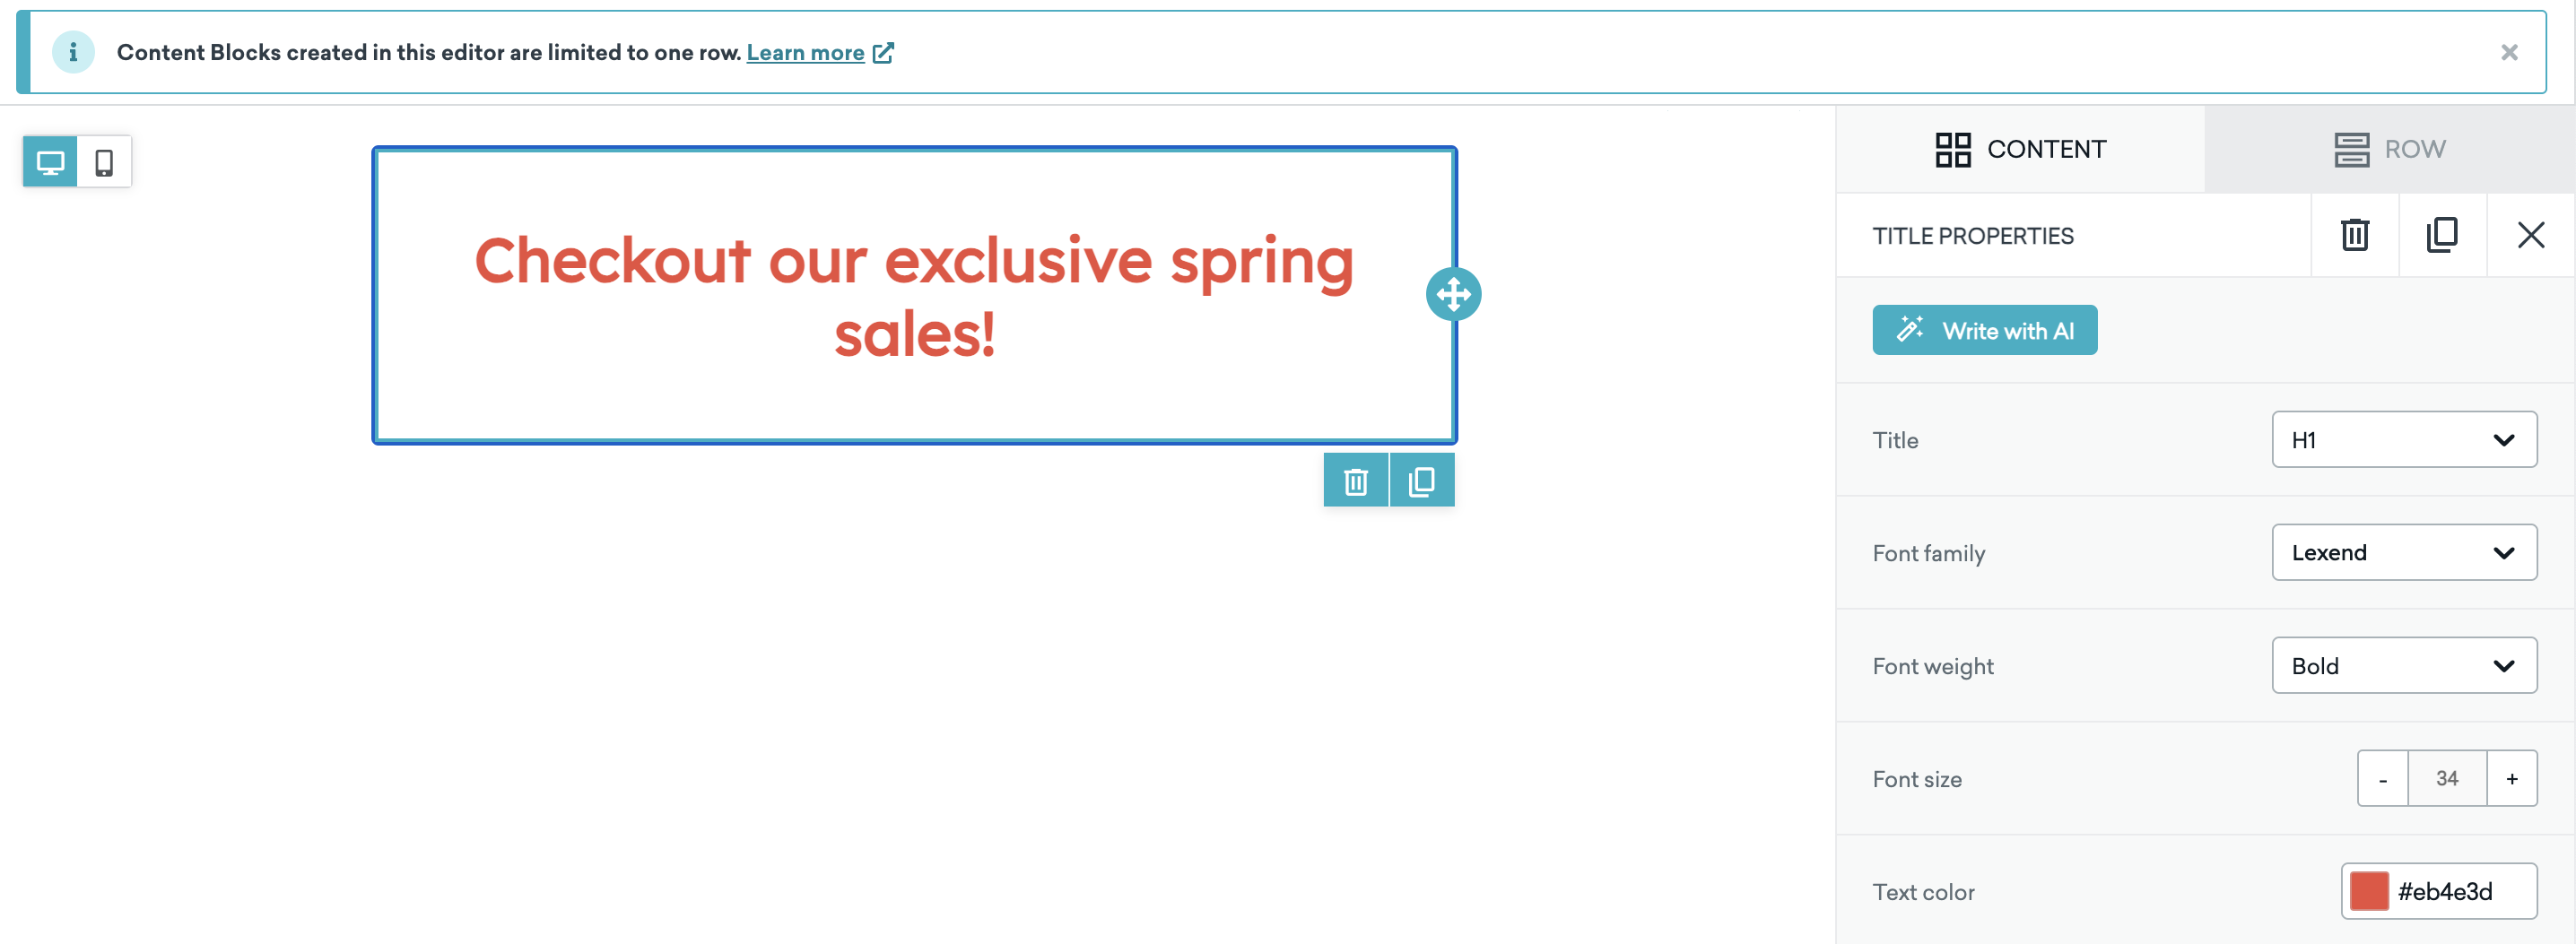 Content Blocks created in this editor are limited to one row. Learn more
CONTENT
ROW
TITLE PROPERTIES
Checkout our exclusive spring
sales!
Write with AI
Title
H1
Font family
Lexend
Font weight
Bold
Font size
- 34 +
Text color
#eb4e3d